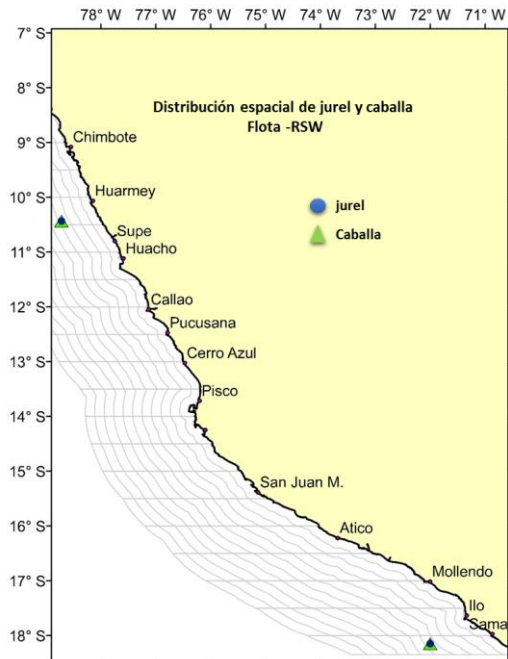 78° W 77° W 76° W 75° W 74° W 73° W 72° W 71° W
7° S
8° S
Distribución espacial de jurel y caballa
Flota -RSW
9° S
Chimbote
10° S
Huarmey
jurel
Supe
Caballa
11° S
Huacho
12° S
Callao
Pucusana
13° S
Cerro Azul
Pisco
14° S
15° S
San Juan M.
16° S
Atico
17° S
Mollendo
Ilo
Sama
18° S